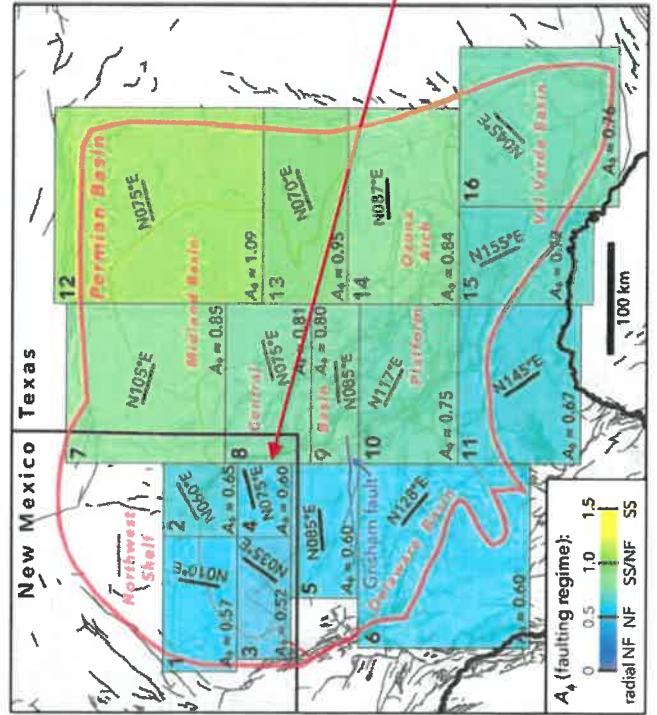 New Mexico
Texas
Northwest
Shelf
Permian Basin
Midland Basin
Central
Basin
Platform
Ozona
Arch
Delaware Basin
Val Verde Basin
Grisham fault
1
N010°E
Aϕ ≈ 0.57
2
N060°E
Aϕ ≈ 0.65
3
N035°E
Aϕ ≈ 0.52
4
N075°E
Aϕ ≈ 0.60
5
N085°E
Aϕ ≈ 0.60
6
N128°E
≈ 0.60
7
N105°E
Aϕ ≈ 0.85
8
N075°E
Aϕ ≈ 0.81
9
N085°E
Aϕ ≈ 0.80
10
N117°E
Aϕ ≈ 0.75
11
N145°E
Aϕ ≈ 0.67
12
N075°E
Aϕ ≈ 1.09
13
N070°E
Aϕ ≈ 0.95
14
N087°E
Aϕ ≈ 0.84
15
N155°E
16
N045°E
Aϕ ≈ 0.76
100 km
Aϕ (faulting regime):
0 0.5 1.0 1.5
radial NF NF SS/NF SS